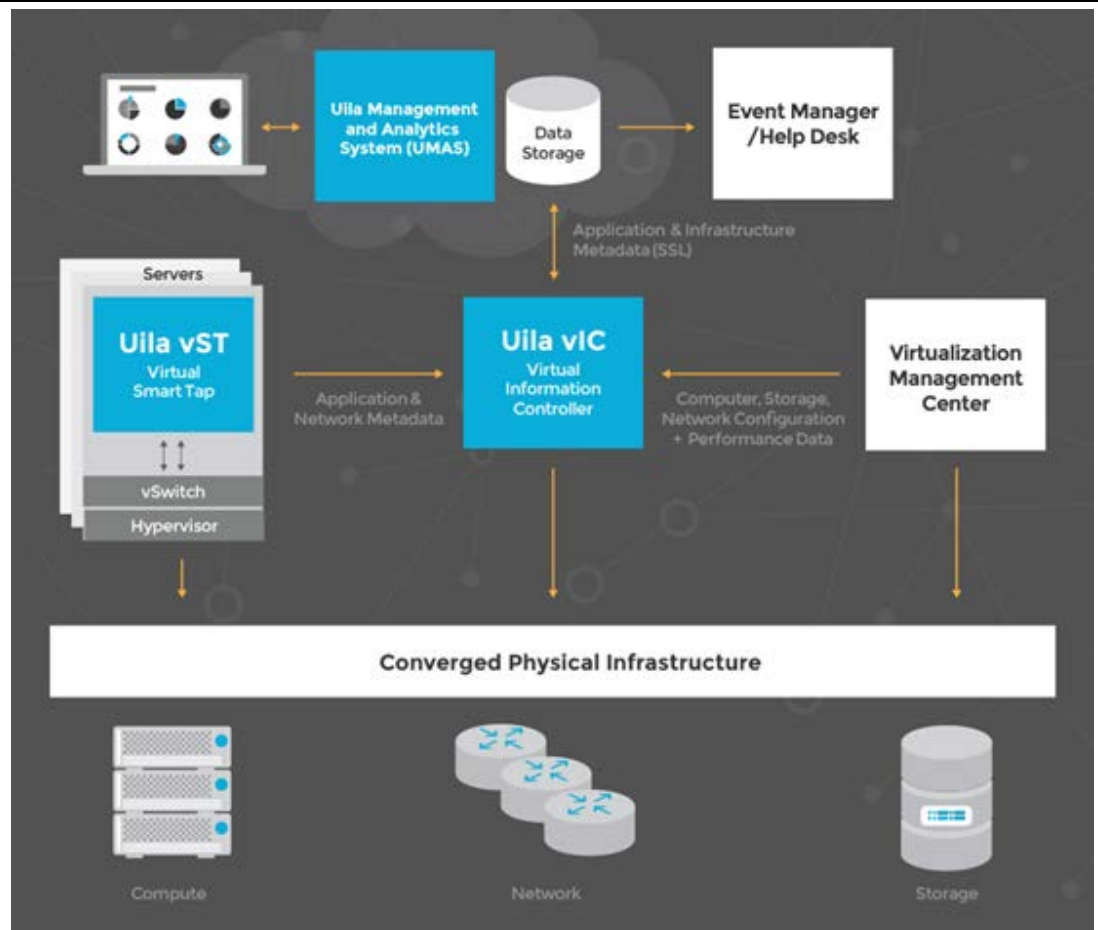 Uila Management
and Analytics
System (UMAS)
Data
Storage
Event Manager
/Help Desk
Application & Infrastructure
Metadata (SSL)
Servers
Uila vST
Virtual
Smart Tap
vSwitch
Hypervisor
Application &
Network Metadata
Uila vIC
Virtual
Information
Controller
Computer, Storage,
Network Configuration
+ Performance Data
Virtualization
Management
Center
Converged Physical Infrastructure
Compute
Network
Storage